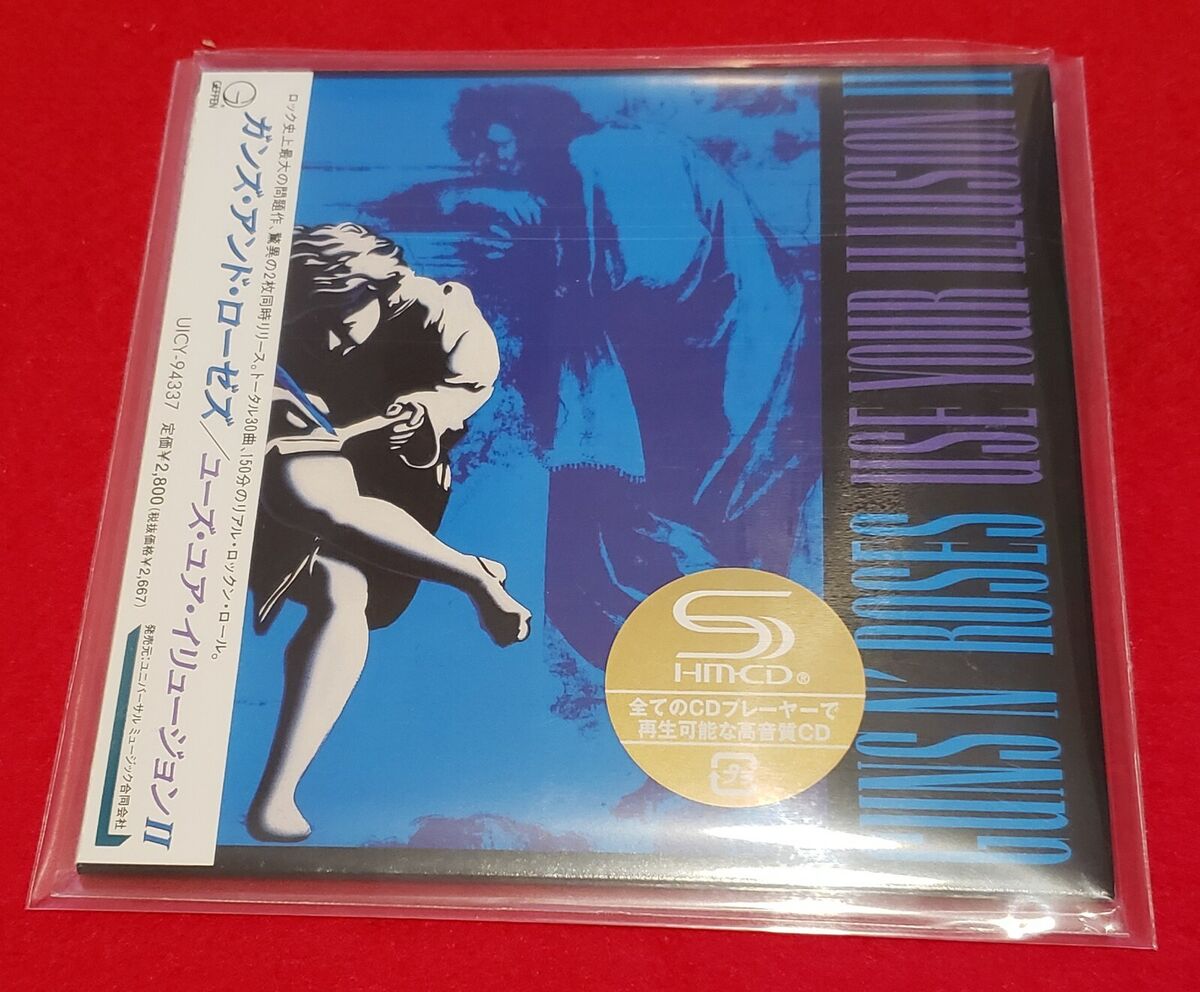 GEFFEN
ロック史上最大の問題作、驚異の2枚同時リリース。トータル30曲、150分のリアル・ロックン・ロール。
ガンズ・アンド・ローゼズ/ユーズ・ユア・イリュージョンII
UICY-94337 定価¥2,800(税抜価格¥2,667)
発売元:ユニバーサル ミュージック合同会社
GUNS N' ROSES USE YOUR ILLUSION II
SHM-CD®
全てのCDプレーヤーで
再生可能な高音質CD
プラ